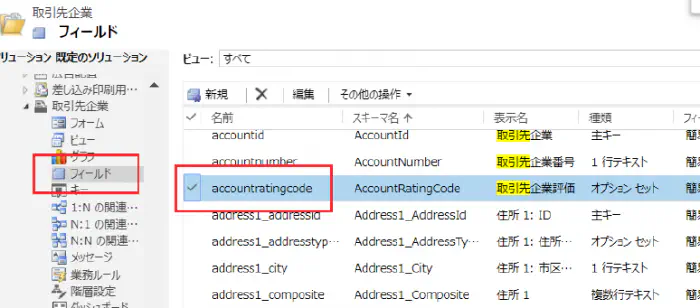 取引先企業
フィールド
リューション 既定のソリューション
差し込み印刷用…
取引先企業
フォーム
ビュー
グラフ
フィールド
キー
1:N の関連…
N:1 の関連…
N:N の関連…
メッセージ
業務ルール
階層設定
ダッシュボード
ビュー: すべて
新規 編集 その他の操作
名前 スキーマ名 表示名 種類
accountid AccountId 取引先企業 主キー 簡
accountnumber AccountNumber 取引先企業番号 1 行テキスト 簡
accountratingcode AccountRatingCode 取引先企業評価 オプション セット 簡
address1_addressid Address1_AddressId 住所 1: ID 主キー 簡
address1_addresstyp… Address1_AddressTy… 住所 1: 住所… オプション セット 簡
address1_city Address1_City 住所 1: 市区… 1 行テキスト 簡
address1_composite Address1_Composite 住所 1 複数行テキスト 簡